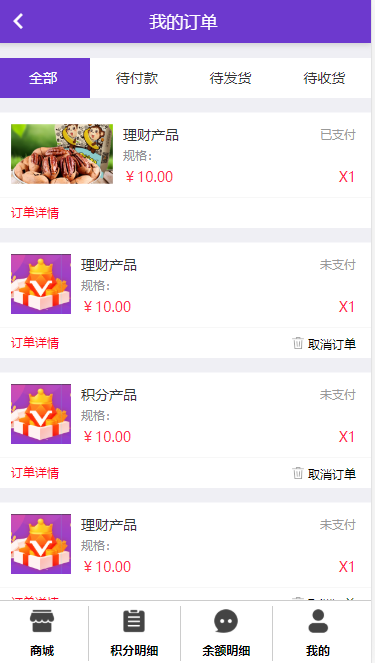 我的订单
全部 待付款 待发货 待收货
理财产品 已支付
规格：
￥10.00 X1
订单详情
理财产品 未支付
规格：
￥10.00 X1
订单详情 取消订单
积分产品 未支付
规格：
￥10.00 X1
订单详情 取消订单
理财产品 未支付
规格：
￥10.00 X1
商城 积分明细 余额明细 我的